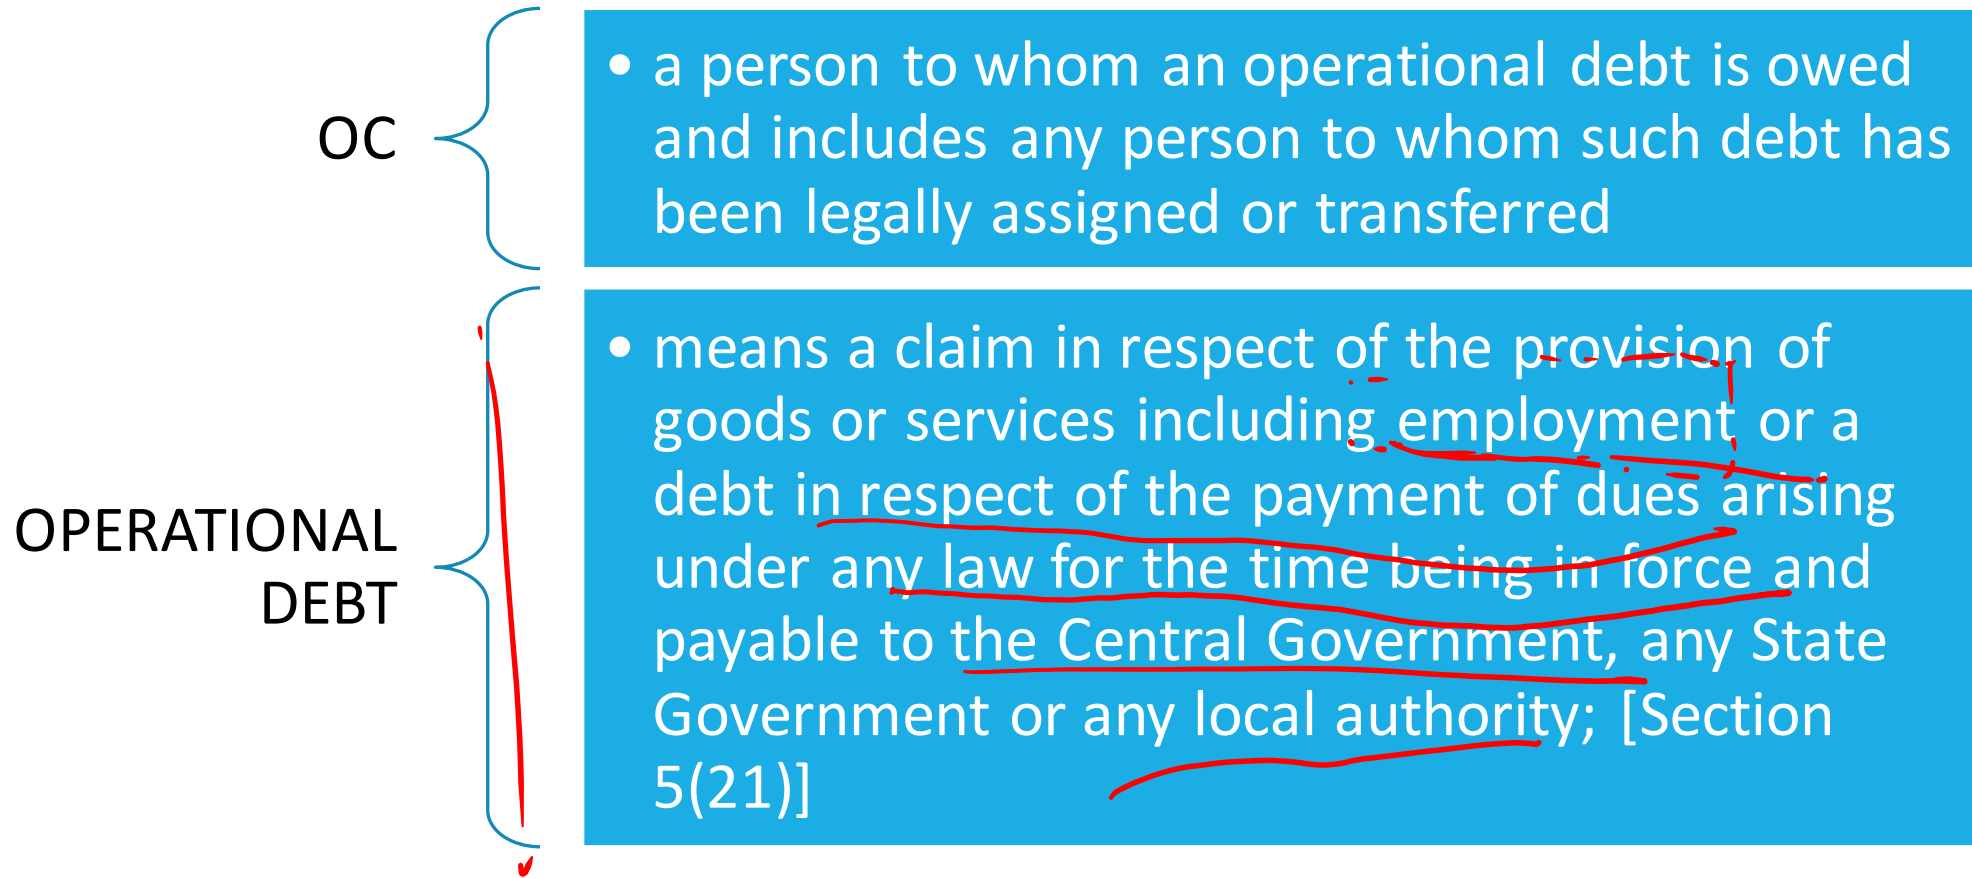 OC
• a person to whom an operational debt is owed
and includes any person to whom such debt has
been legally assigned or transferred
OPERATIONAL
DEBT
• means a claim in respect of the provision of
goods or services including employment or a
debt in respect of the payment of dues arising
under any law for the time being in force and
payable to the Central Government, any State
Government or any local authority; [Section
5(21)]